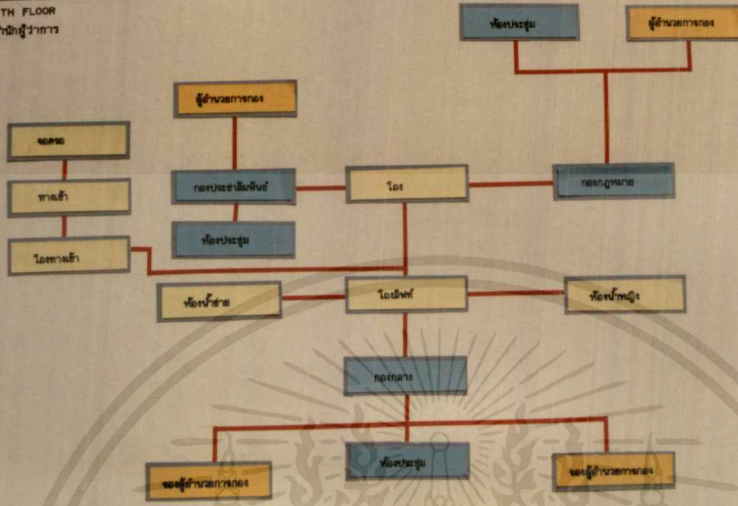 TH FLOOR
ห้องประชุม
ผู้อำนวยการกอง
ผู้อำนวยการกอง
จอดรถ
ทางเข้า
กองประชาสัมพันธ์
โถง
กองกฎหมาย
ห้องประชุม
โถงทางเข้า
ห้องน้ำชาย
โถงลิฟท์
ห้องน้ำหญิง
กองกลาง
รองผู้อำนวยการกอง
ห้องประชุม
รองผู้อำนวยการกอง